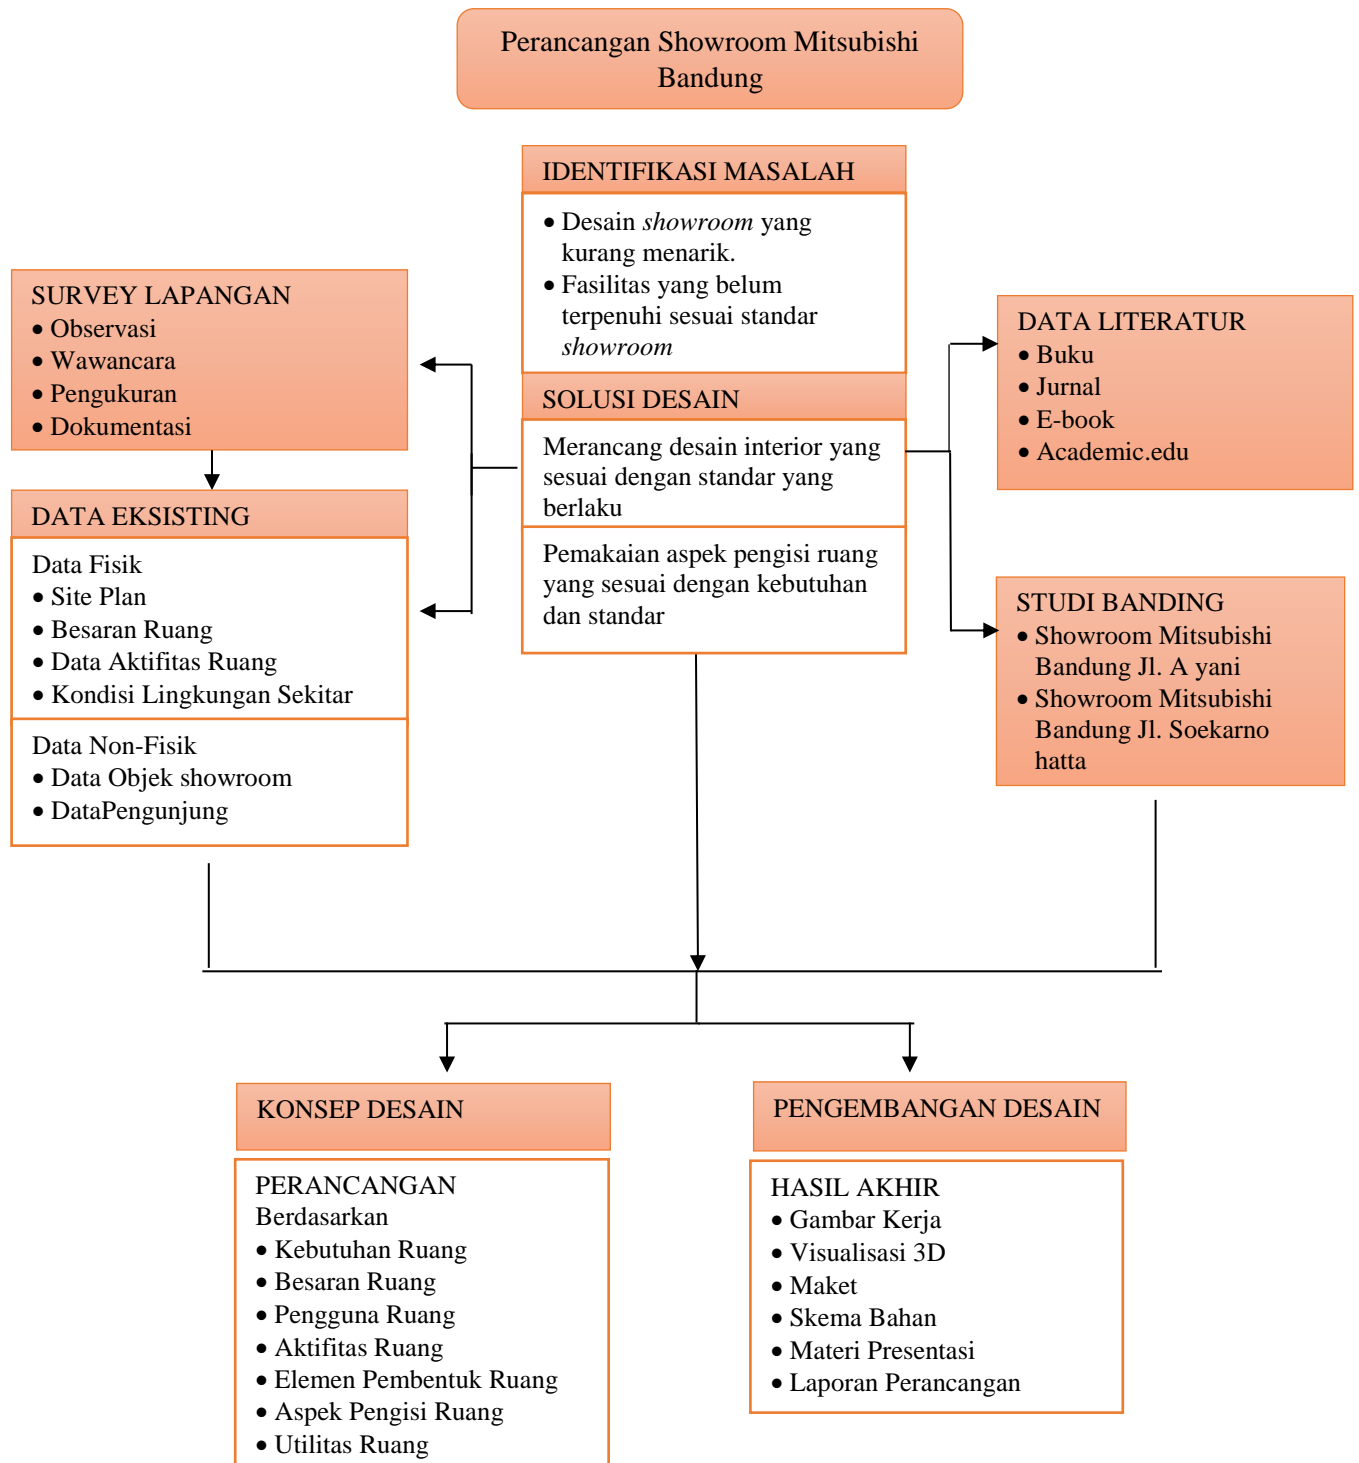 Perancangan Showroom Mitsubishi
Bandung
IDENTIFIKASI MASALAH
• Desain showroom yang
kurang menarik.
• Fasilitas yang belum
terpenuhi sesuai standar
showroom
SOLUSI DESAIN
Merancang desain interior yang
sesuai dengan standar yang
berlaku
Pemakaian aspek pengisi ruang
yang sesuai dengan kebutuhan
dan standar
SURVEY LAPANGAN
• Observasi
• Wawancara
• Pengukuran
• Dokumentasi
DATA EKSISTING
Data Fisik
• Site Plan
• Besaran Ruang
• Data Aktifitas Ruang
• Kondisi Lingkungan Sekitar
Data Non-Fisik
• Data Objek showroom
• DataPengunjung
DATA LITERATUR
• Buku
• Jurnal
• E-book
• Academic.edu
STUDI BANDING
• Showroom Mitsubishi
Bandung Jl. A yani
• Showroom Mitsubishi
Bandung Jl. Soekarno
hatta
KONSEP DESAIN
PERANCANGAN
Berdasarkan
• Kebutuhan Ruang
• Besaran Ruang
• Pengguna Ruang
• Aktifitas Ruang
• Elemen Pembentuk Ruang
• Aspek Pengisi Ruang
• Utilitas Ruang
PENGEMBANGAN DESAIN
HASIL AKHIR
• Gambar Kerja
• Visualisasi 3D
• Maket
• Skema Bahan
• Materi Presentasi
• Laporan Perancangan